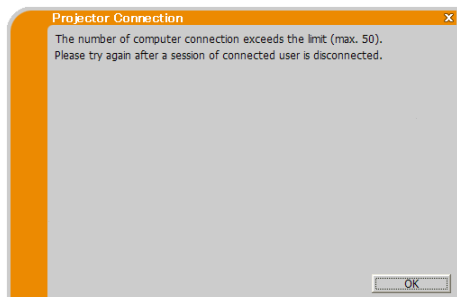 Projector Connection
X
The number of computer connection exceeds the limit (max. 50).
Please try again after a session of connected user is disconnected.
OK